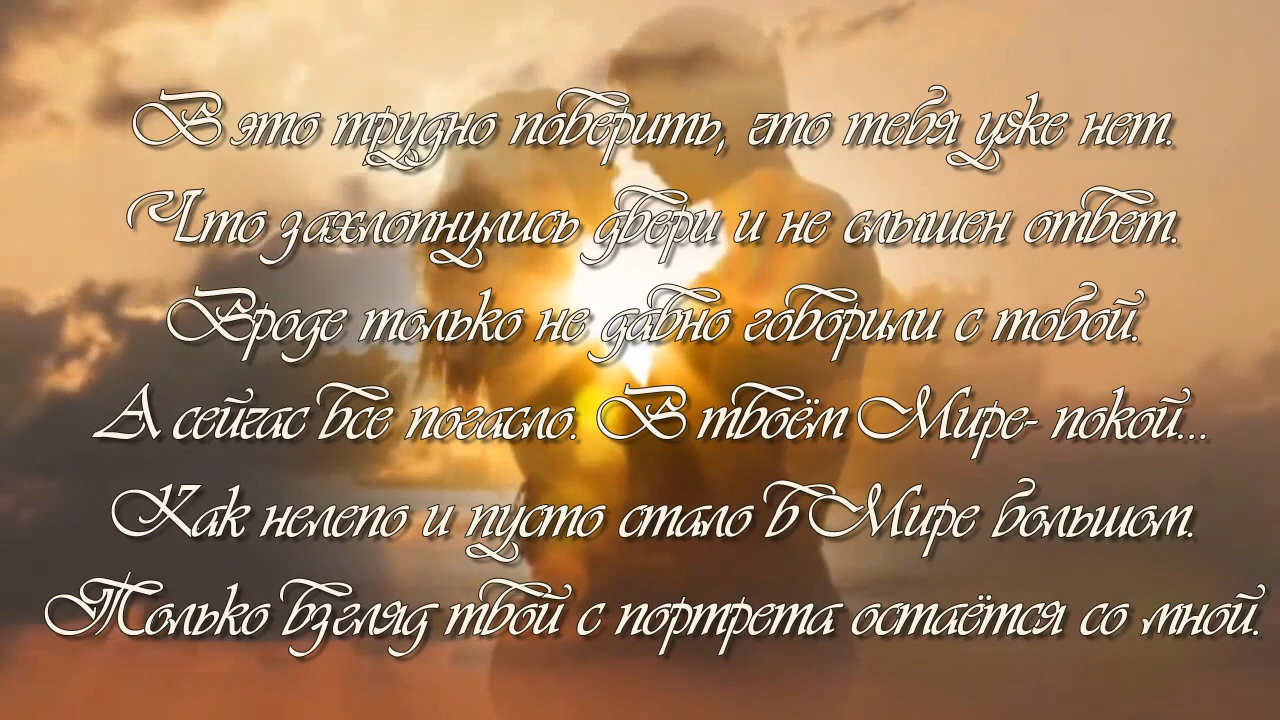 В это трудно поверить, что тебя уже нет.
Что захлопнулись двери и не слышен ответ.
Вроде только не давно говорили с тобой.
А сейчас все погасло. В твоём Мире- покой...
Как нелепо и пусто стало в Мире большом.
Только взгляд твой с портрета остаётся со мной.